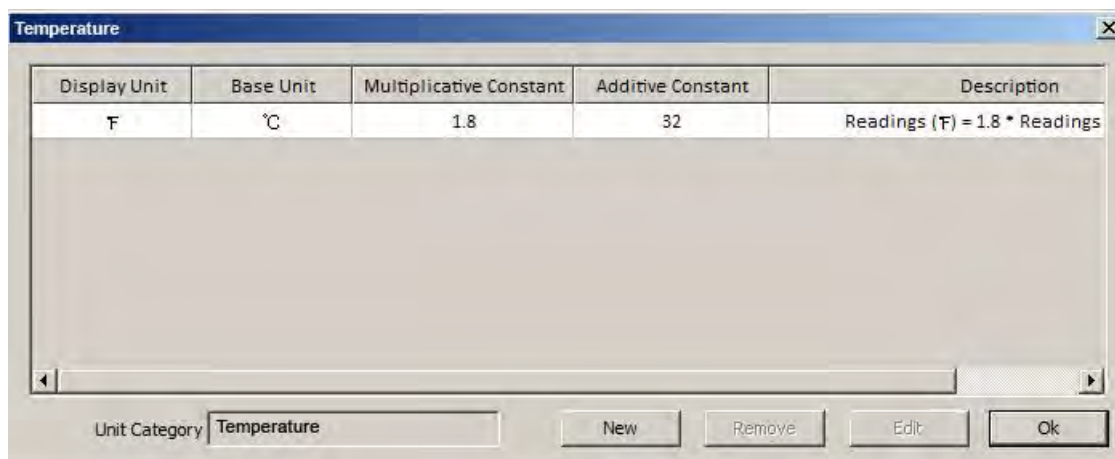 Temperature
Display Unit Base Unit Multiplicative Constant Additive Constant Description
℉ ℃ 1.8 32 Readings (℉) = 1.8 * Readings
Unit Category Temperature New Remove Edit Ok